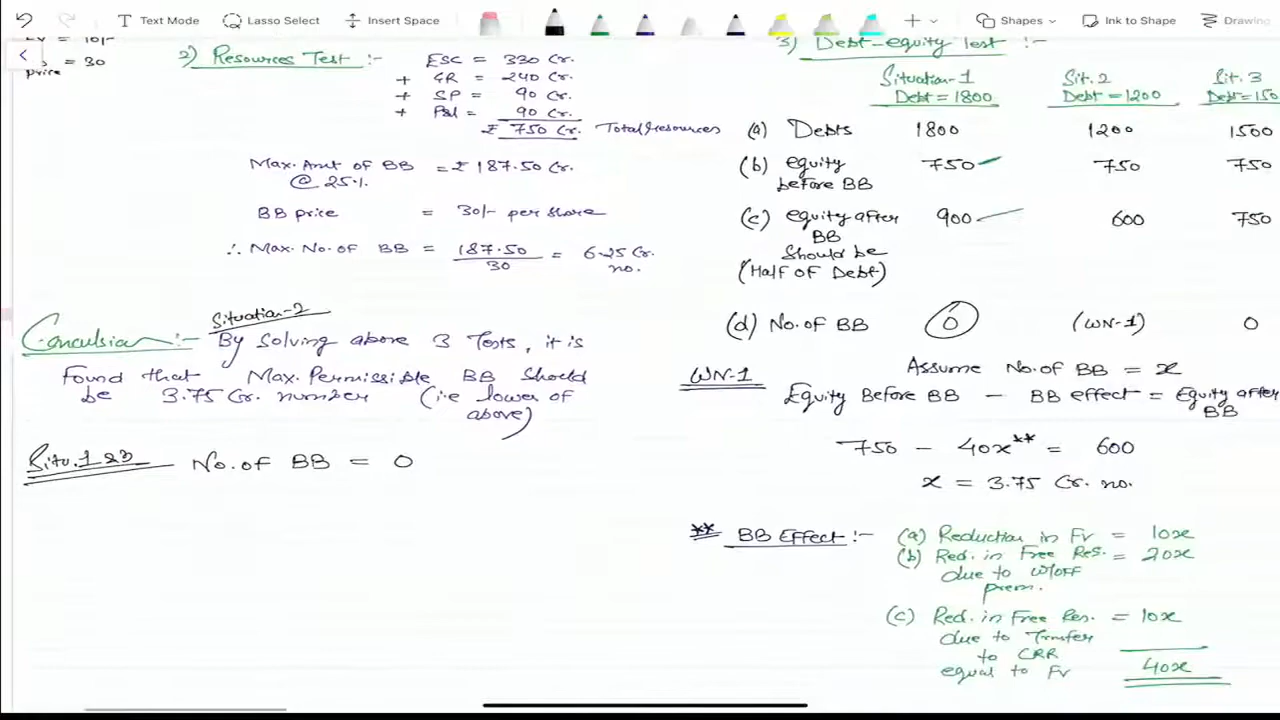 Text Mode Lasso Select Insert Space Shapes Ink to Shape Drawing
= 30
price
2) Resources Test :-
ESC = 330 Cr.
+ GR = 240 Cr.
+ SP = 90 Cr.
+ P&L = 90 Cr.
₹ 750 Cr. Total resources
Max. Amt of BB = ₹ 187.50 Cr.
@ 25%
BB price = 30/- per share
∴ Max. No. of BB = 187.50 / 30 = 6.25 Cr. no.
Conculsian :- Situation-2
By solving above 3 Tests, it is
Found that Max. Permissible BB should
be 3.75 Cr. number (i.e lower of
above)
Situ. 1 & 3 No. of BB = 0
3) Debt-equity Test :-
Situation-1 Sit. 2 Sit. 3
Debt = 1800 Debt = 1200 Debt = 150
(a) Debts 1800 1200 1500
(b) equity before BB 750 750 750
(c) equity after BB Should be (Half of Debt) 900 600 750
(d) No. of BB 0 (WN-1) 0
WN-1 Assume No. of BB = x
Equity Before BB - BB effect = Equity after BB
750 - 40x** = 600
x = 3.75 Cr. no.
** BB Effect :- (a) Reduction in Fv = 10x
(b) Red. in Free Res. = 20x
due to w/off
prem.
(c) Red. in Free Res. = 10x
due to Transfer
to CRR
equal to Fv
40x